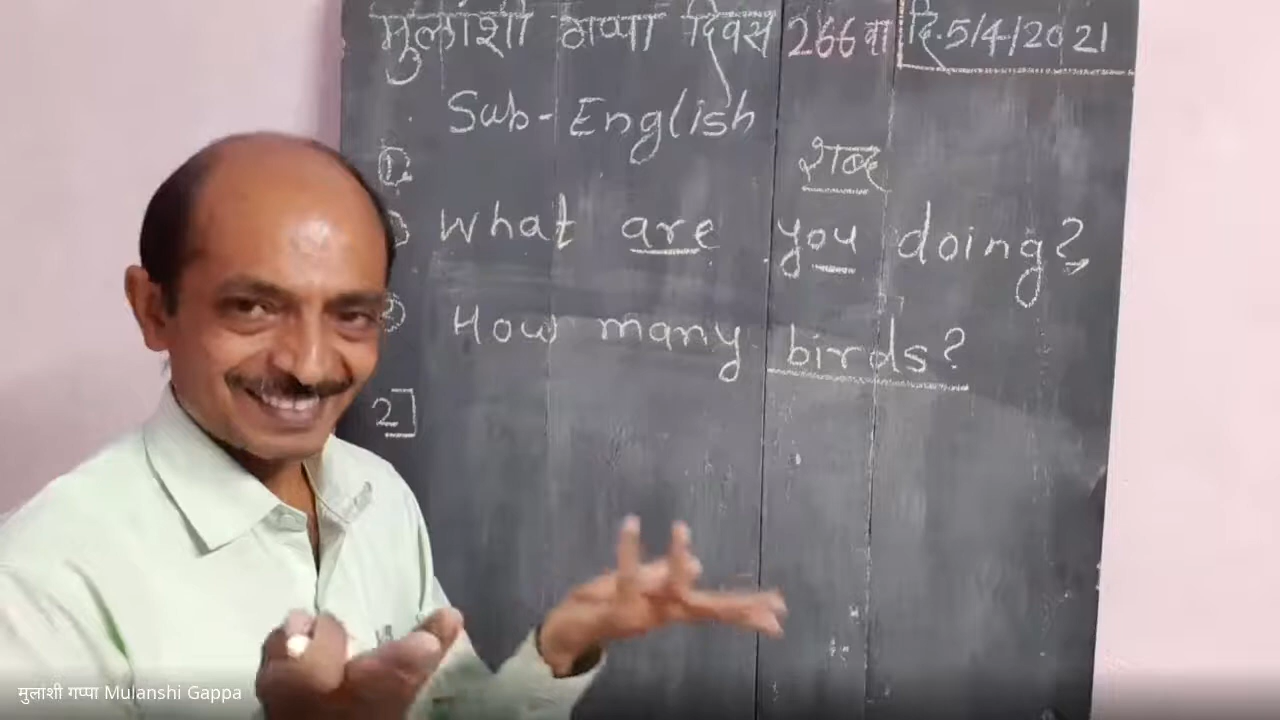 मुलांशी गप्पा दिवस 266वा दि.5/4/2021
Sub-English
① शब्द
What are you doing?
How many birds?
2]
मुलांशी गप्पा Mulanshi Gappa